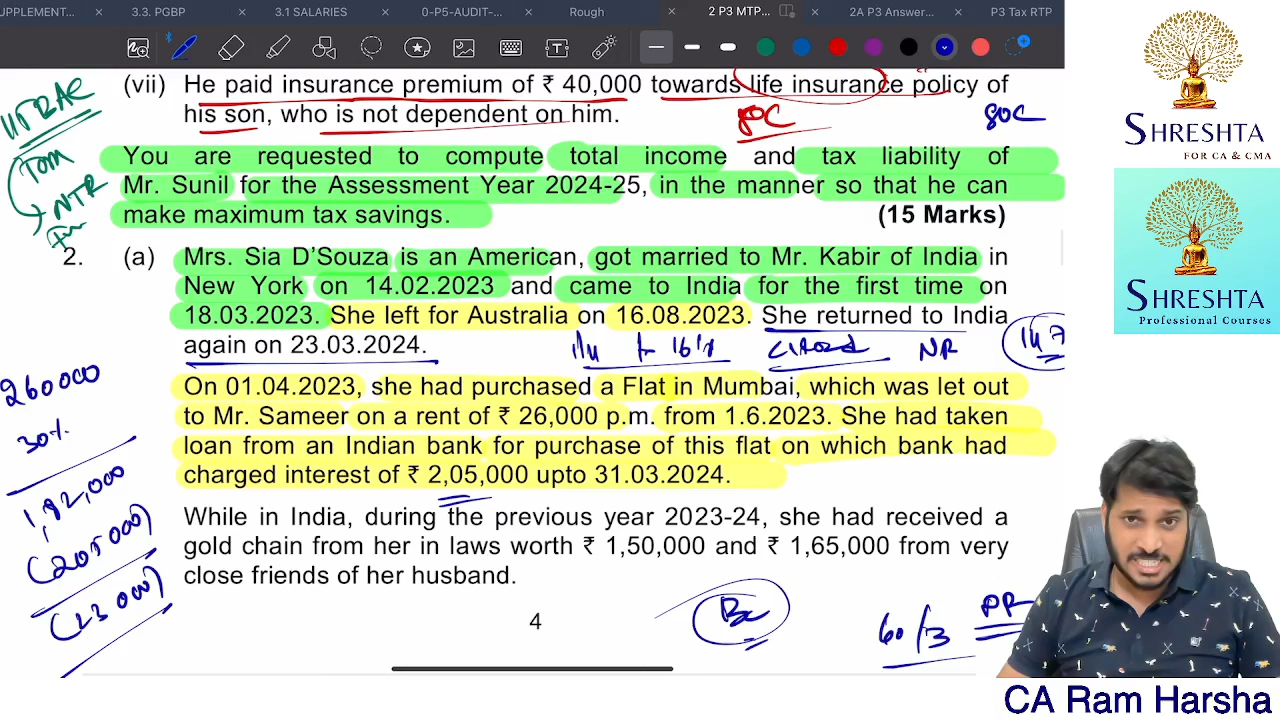 UPPLEMENT...
3.3. PGBP
3.1 SALARIES
0-P5-AUDIT-...
Rough
2 P3 MTP...
2A P3 Answer...
P3 Tax RTP
(vii) He paid insurance premium of ₹ 40,000 towards life insurance policy of
his son, who is not dependent on him.
80C
80C
115BAC
You are requested to compute total income and tax liability of
Mr. Sunil for the Assessment Year 2024-25, in the manner so that he can
make maximum tax savings. (15 Marks)
NTR
2. (a) Mrs. Sia D’Souza is an American, got married to Mr. Kabir of India in
New York on 14.02.2023 and came to India for the first time on
18.03.2023. She left for Australia on 16.08.2023. She returned to India
again on 23.03.2024.
NR
260000
30%
1,82,000
(205000)
(23000)
On 01.04.2023, she had purchased a Flat in Mumbai, which was let out
to Mr. Sameer on a rent of ₹ 26,000 p.m. from 1.6.2023. She had taken
loan from an Indian bank for purchase of this flat on which bank had
charged interest of ₹ 2,05,000 upto 31.03.2024.
While in India, during the previous year 2023-24, she had received a
gold chain from her in laws worth ₹ 1,50,000 and ₹ 1,65,000 from very
close friends of her husband.
4
60/3
SHRESHTA
FOR CA & CMA
SHRESHTA
Professional Courses
CA Ram Harsha